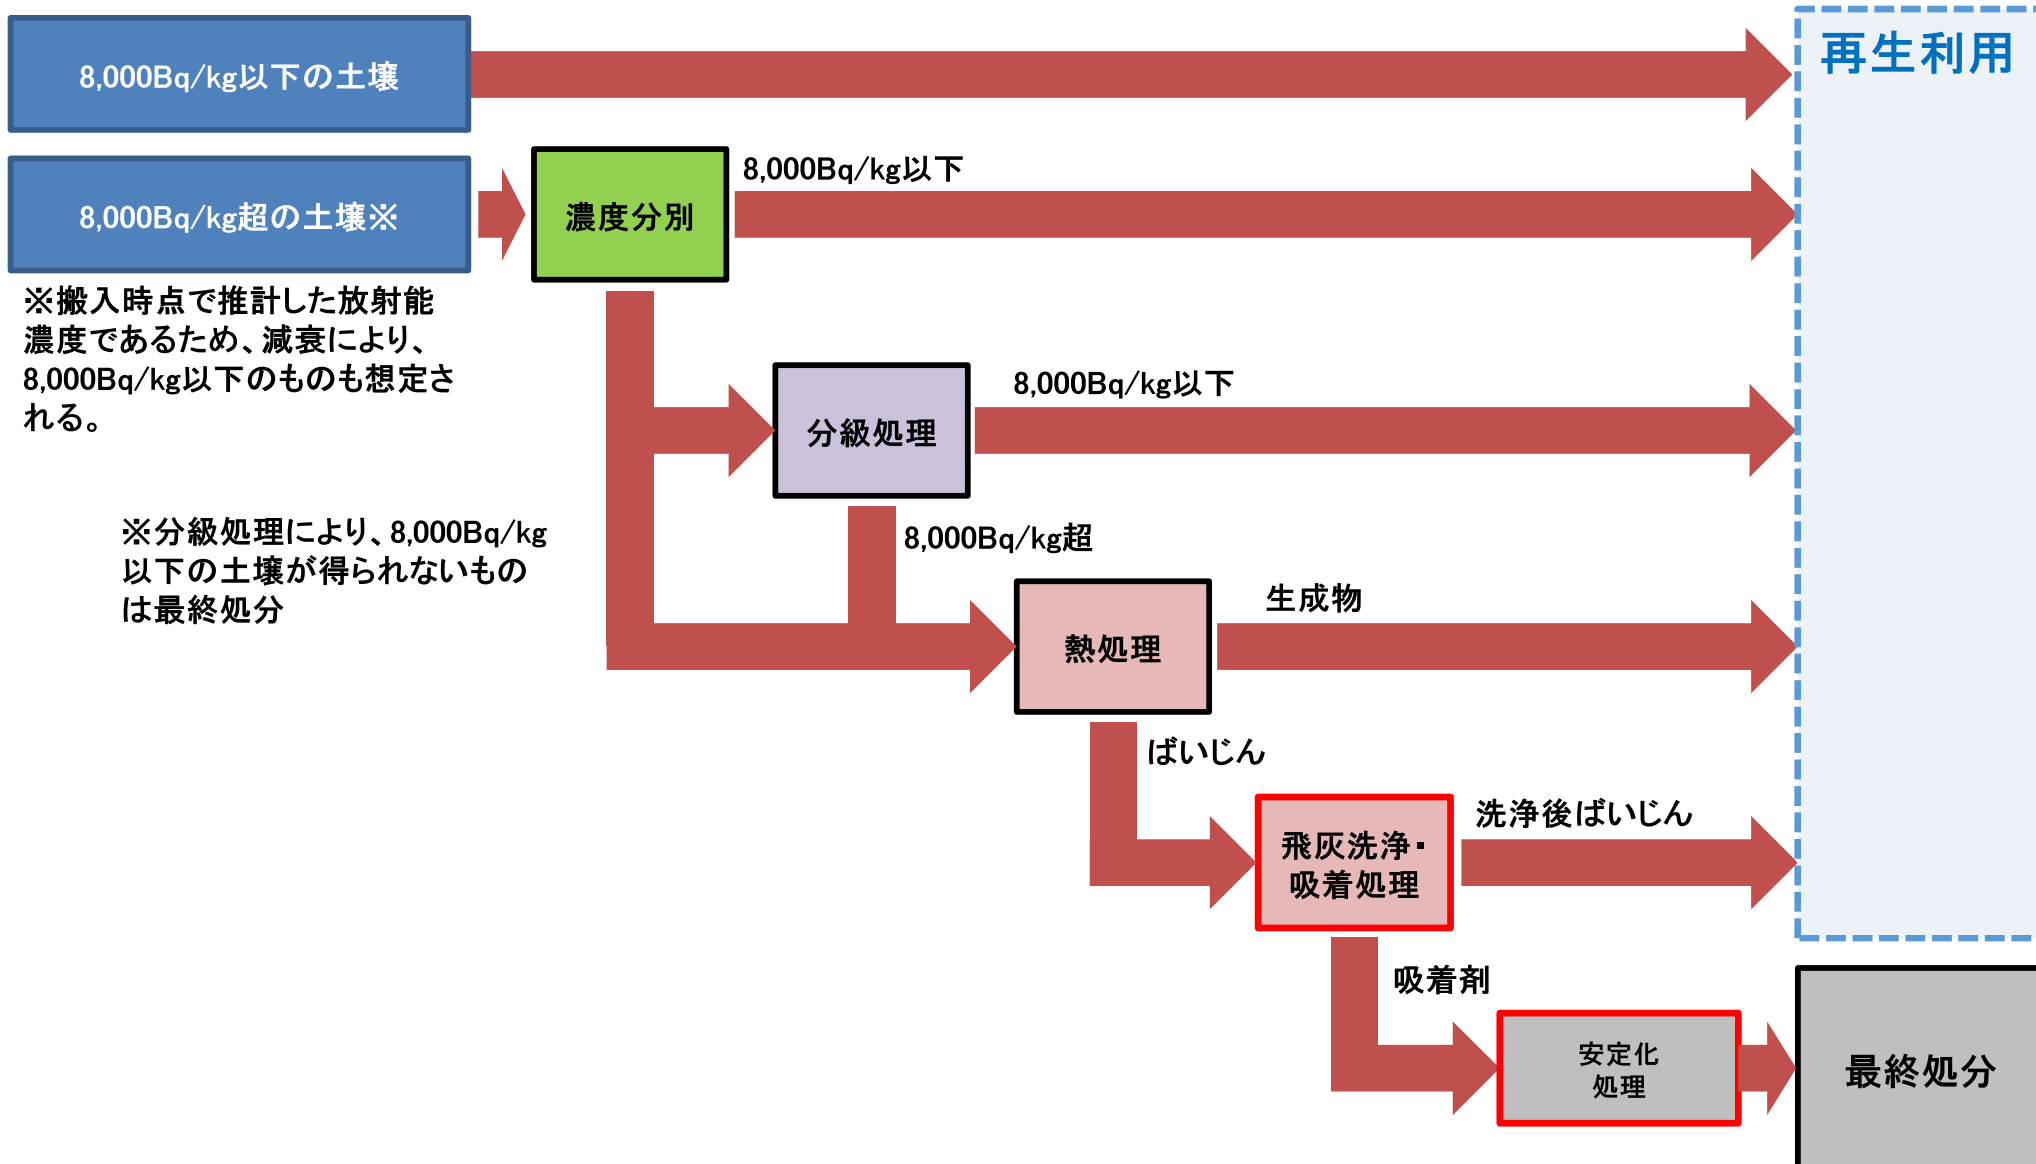 8,000Bq/kg以下の土壌
再生利用
8,000Bq/kg超の土壌※
濃度分別
8,000Bq/kg以下
※搬入時点で推計した放射能
濃度であるため、減衰により、
8,000Bq/kg以下のものも想定さ
れる。
分級処理
8,000Bq/kg以下
※分級処理により、8,000Bq/kg
以下の土壌が得られないもの
は最終処分
8,000Bq/kg超
熱処理
生成物
ばいじん
飛灰洗浄・
吸着処理
洗浄後ばいじん
吸着剤
安定化
処理
最終処分